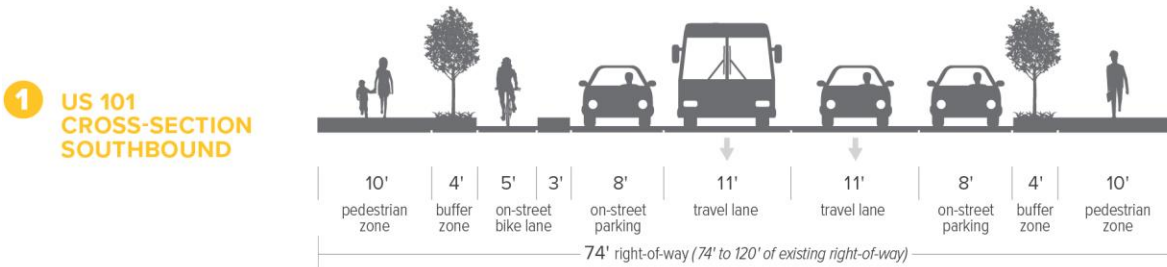 1 US 101
CROSS-SECTION
SOUTHBOUND
10' 4' 5' 3' 8' 11' 11' 8' 4' 10'
pedestrian zone
buffer zone
on-street bike lane
on-street parking
travel lane
travel lane
on-street parking
buffer zone
pedestrian zone
74' right-of-way (74' to 120' of existing right-of-way)